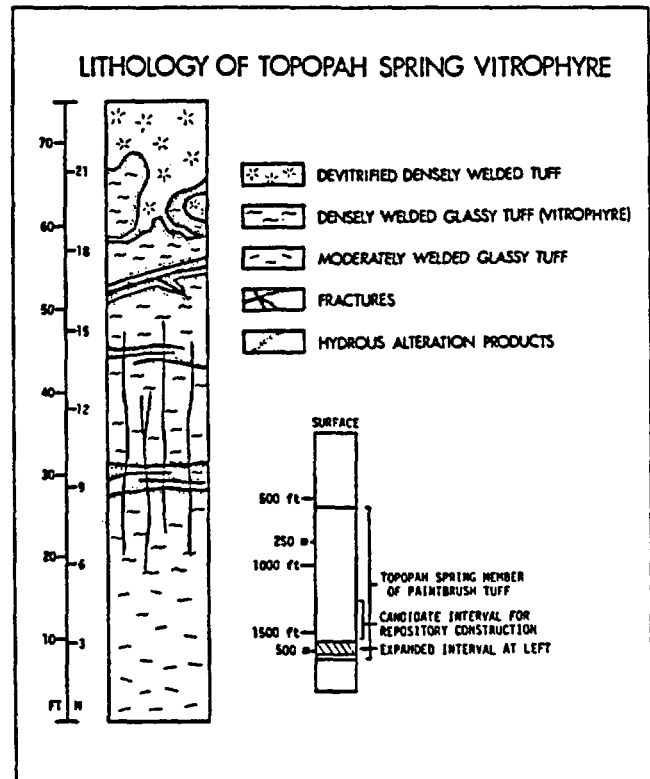 LITHOLOGY OF TOPOPAH SPRING VITROPHYRE
70
21
60
18
50
15
40
12
30
9
20
6
10
3
FT M
DEVITRIFIED DENSELY WELDED TUFF
DENSELY WELDED GLASSY TUFF (VITROPHYRE)
MODERATELY WELDED GLASSY TUFF
FRACTURES
HYDROUS ALTERATION PRODUCTS
SURFACE
500 ft
250 m
1000 ft
1500 ft
500 m
TOPOPAH SPRING MEMBER
OF PAINTBRUSH TUFF
CANDIDATE INTERVAL FOR
REPOSITORY CONSTRUCTION
EXPANDED INTERVAL AT LEFT